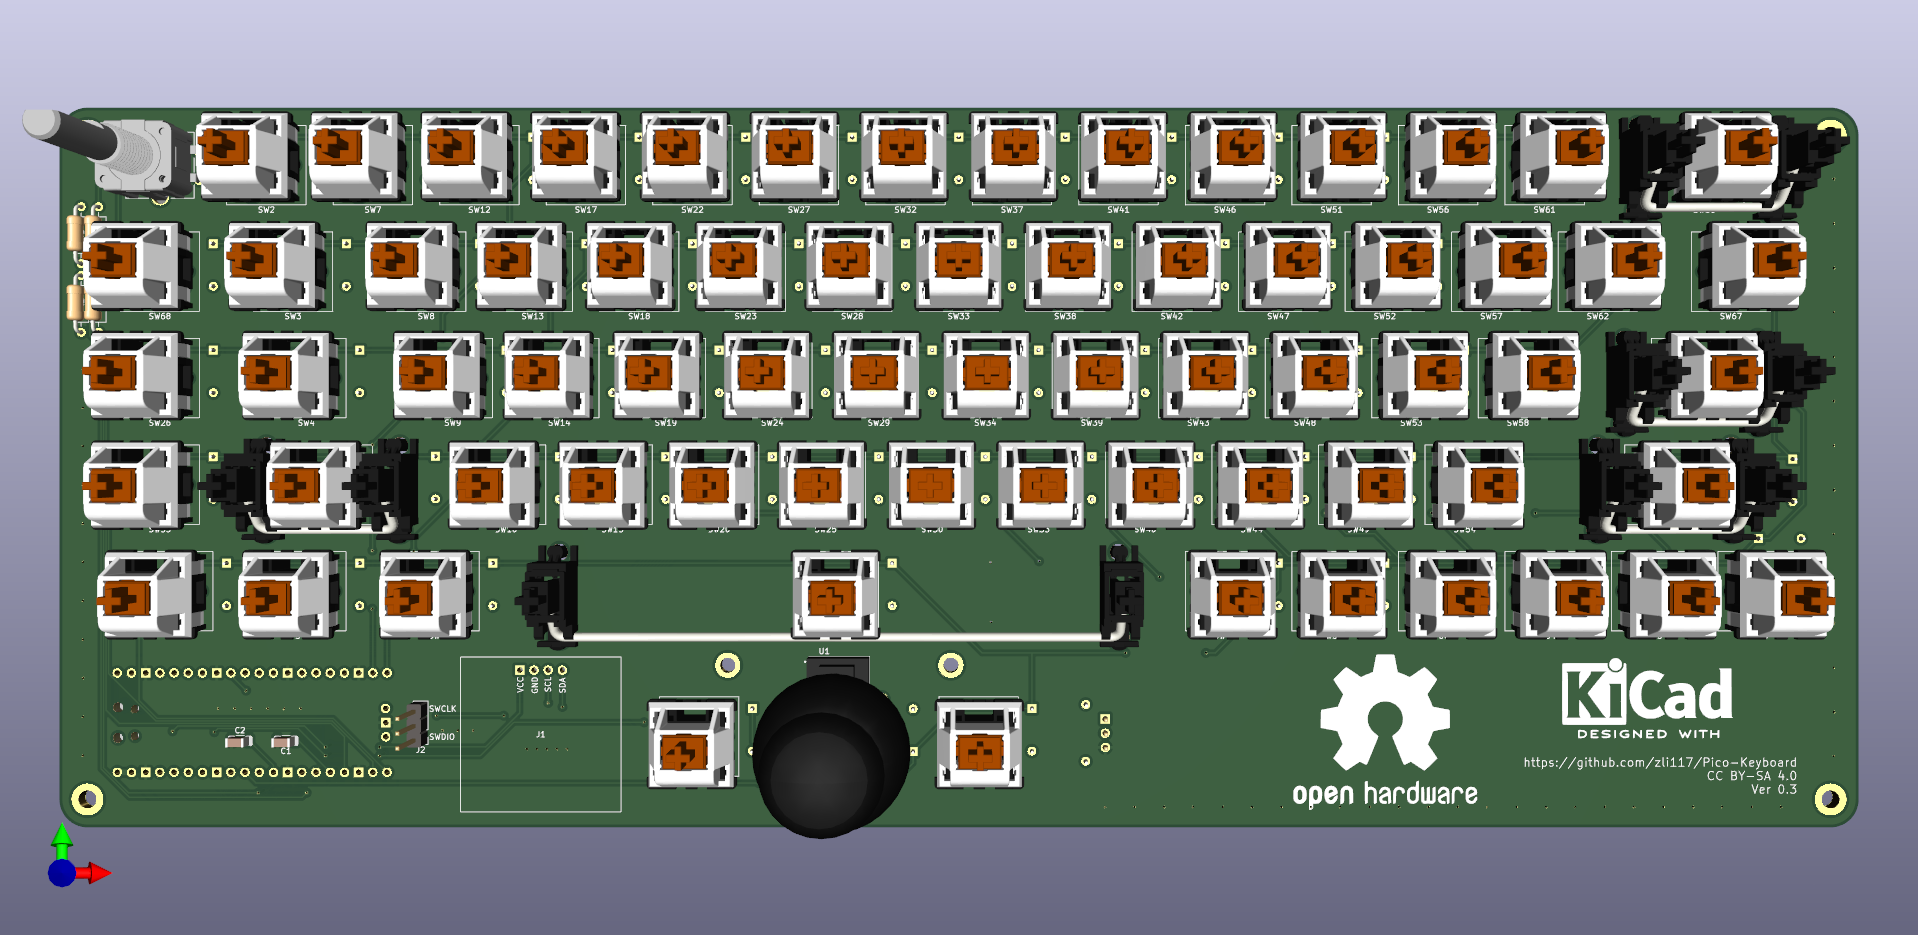 SW2 SW7 SW12 SW17 SW22 SW27 SW32 SW37 SW41 SW46 SW51 SW56 SW61
SW68 SW3 SW8 SW13 SW18 SW23 SW28 SW33 SW38 SW42 SW47 SW52 SW57 SW62 SW67
SW26 SW4 SW9 SW14 SW19 SW24 SW29 SW34 SW39 SW43 SW48 SW53 SW58
U1
VCC
GND
SCL
SDA
SWCLK
SWDIO
J2
C2
C1
J1
KiCad
DESIGNED WITH
https://github.com/zli117/Pico-Keyboard
CC BY-SA 4.0
Ver 0.3
open hardware